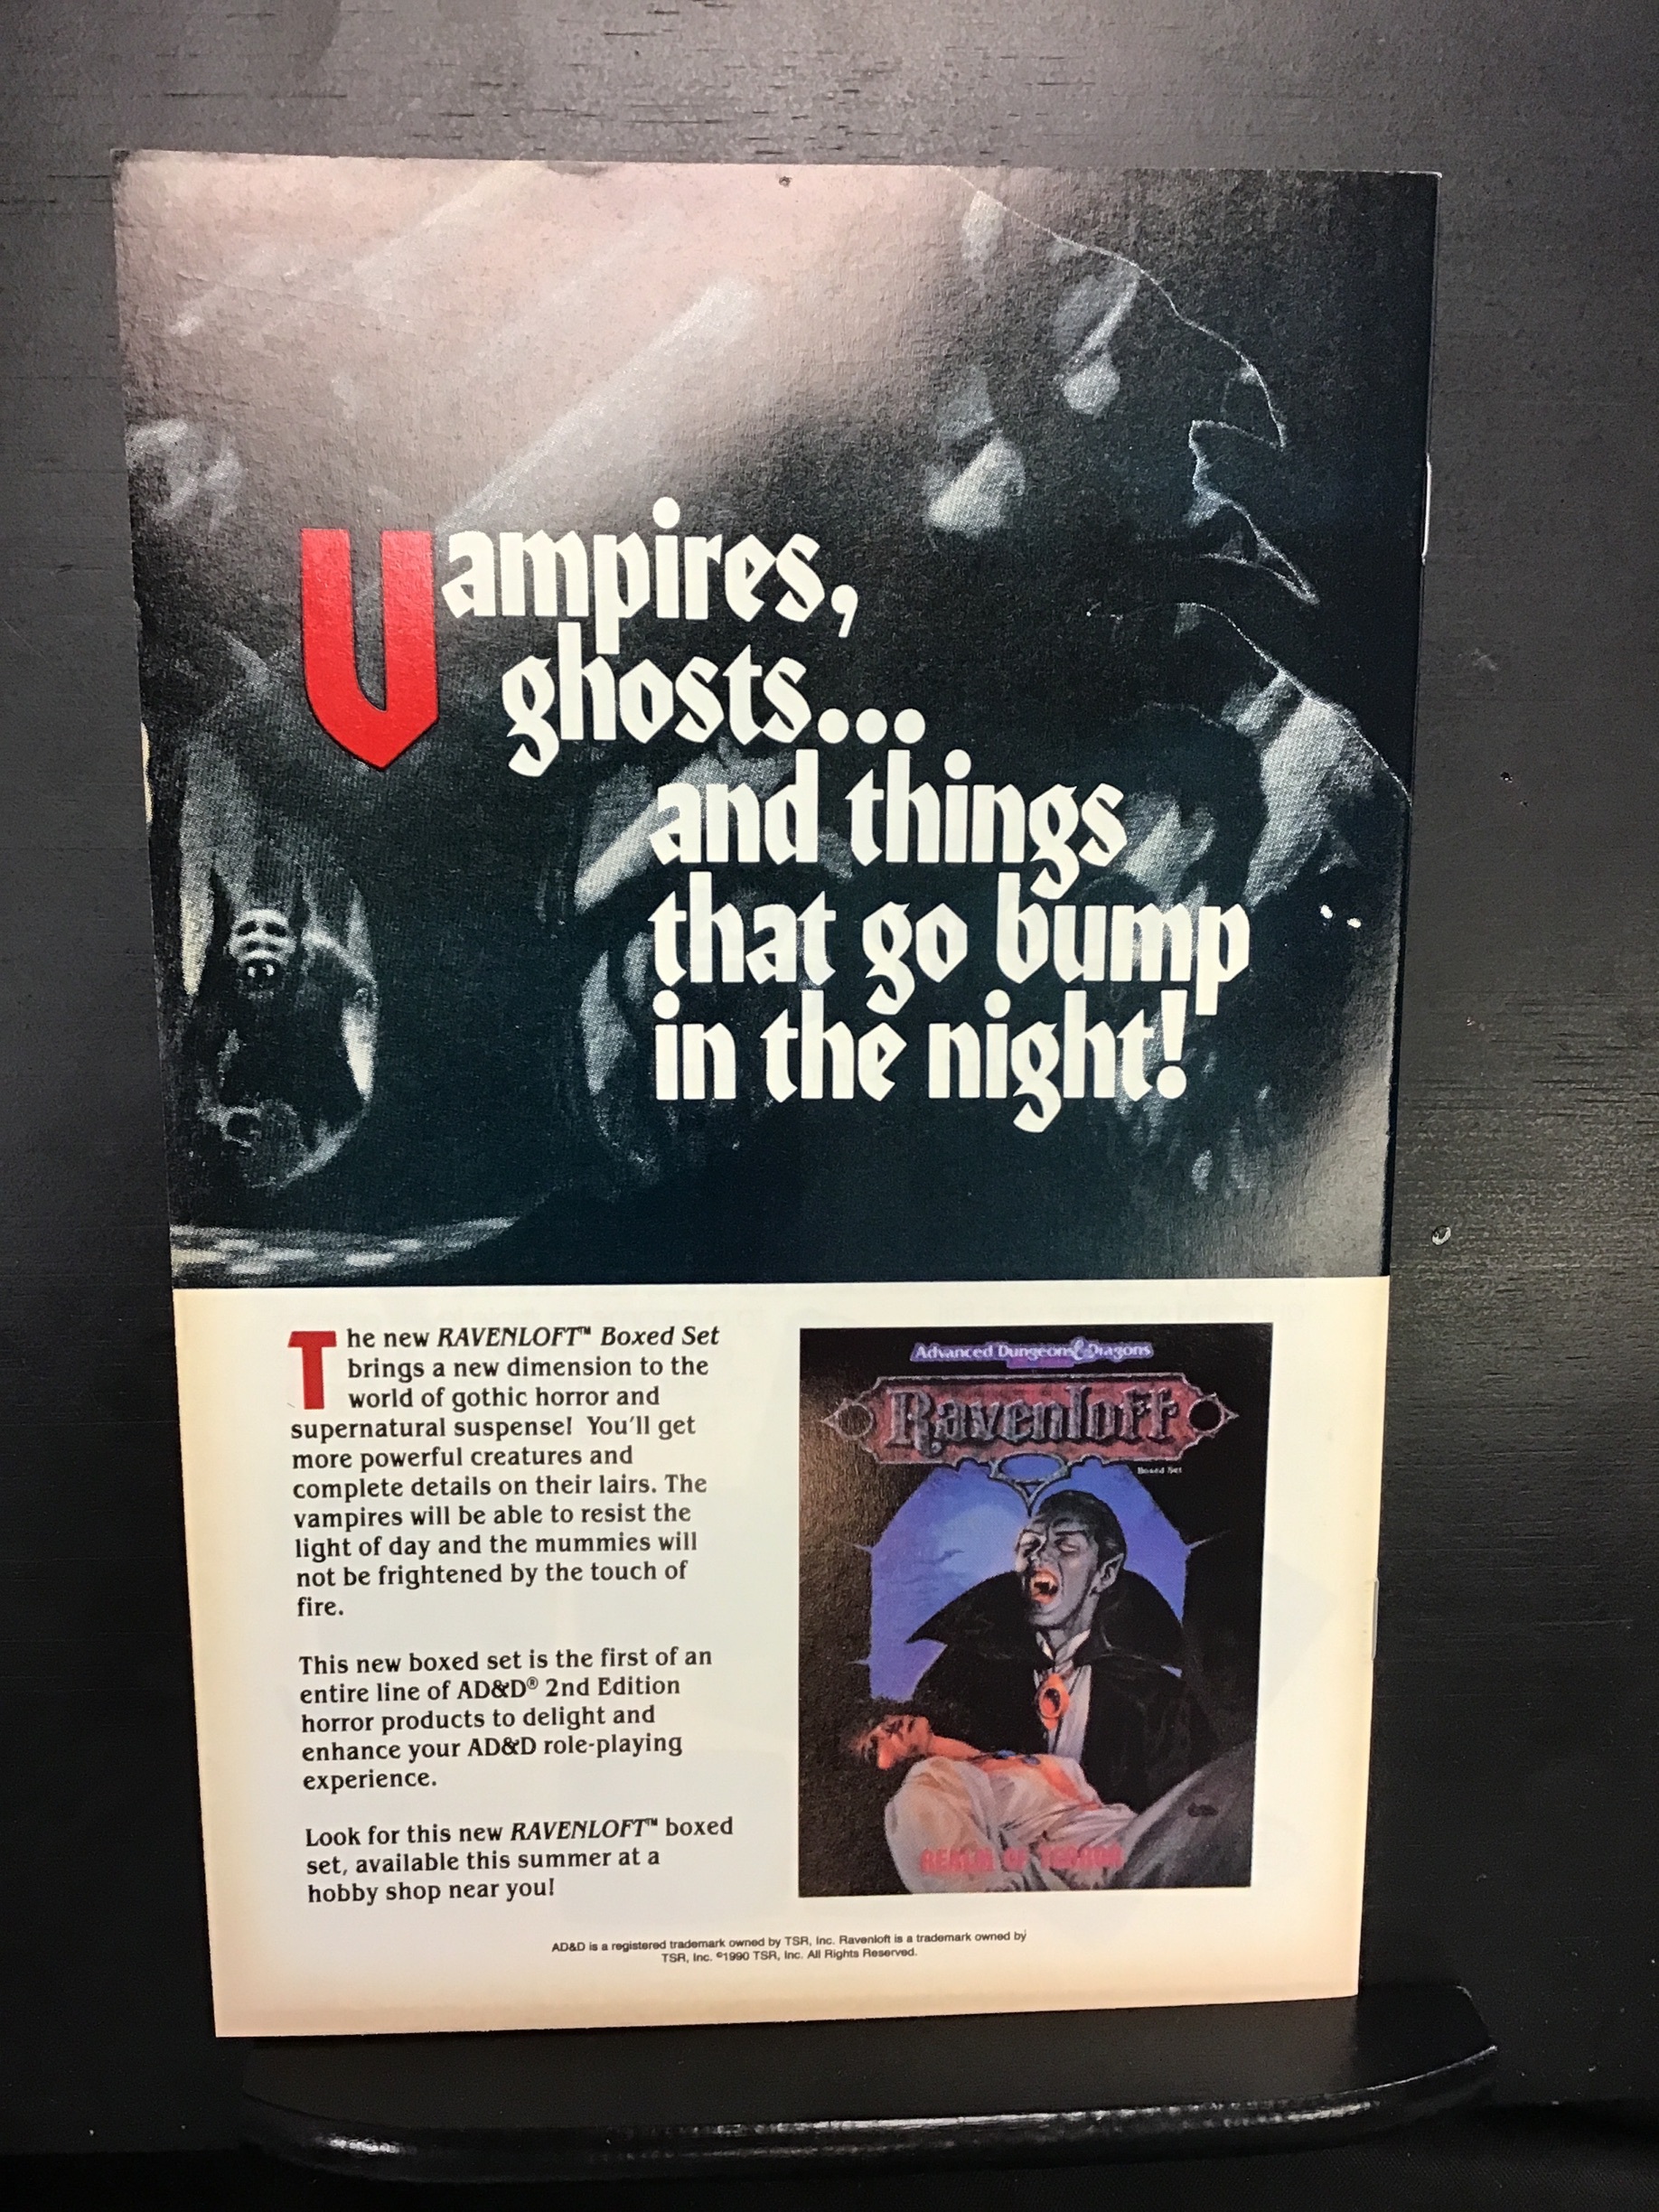 Vampires,
ghosts...
and things
that go bump
in the night!
The new RAVENLOFT™ Boxed Set
brings a new dimension to the
world of gothic horror and
supernatural suspense! You'll get
more powerful creatures and
complete details on their lairs. The
vampires will be able to resist the
light of day and the mummies will
not be frightened by the touch of
fire.
This new boxed set is the first of an
entire line of AD&D® 2nd Edition
horror products to delight and
enhance your AD&D role-playing
experience.
Look for this new RAVENLOFT™ boxed
set, available this summer at a
hobby shop near you!
Advanced Dungeons & Dragons
Ravenloft
Boxed Set
REALM OF TERROR
AD&D is a registered trademark owned by TSR, Inc. Ravenloft is a trademark owned by
TSR, Inc. ©1990 TSR, Inc. All Rights Reserved.